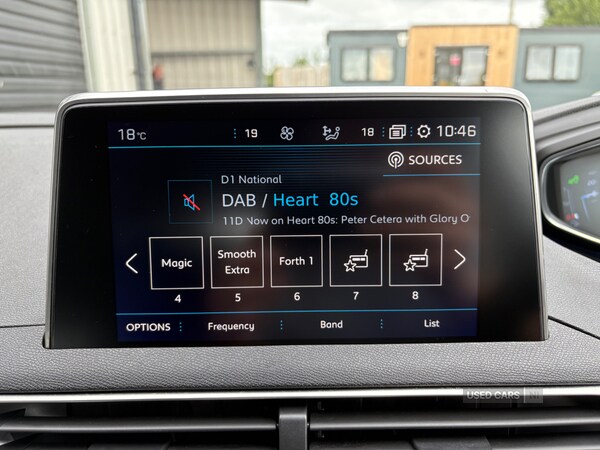 18°C 19 18 10:46
SOURCES
D1 National
DAB / Heart 80s
11D Now on Heart 80s: Peter Cetera with Glory O
Magic
Smooth Extra
Forth 1
4 5 6 7 8
OPTIONS Frequency Band List
USED CARS NI